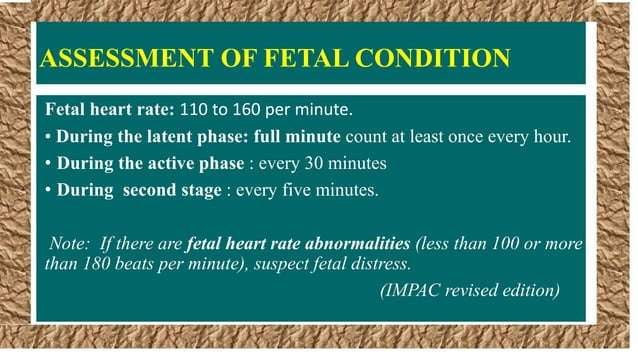 ASSESSMENT OF FETAL CONDITION
Fetal heart rate: 110 to 160 per minute.
• During the latent phase: full minute count at least once every hour.
• During the active phase : every 30 minutes
• During second stage : every five minutes.
Note: If there are fetal heart rate abnormalities (less than 100 or more
than 180 beats per minute), suspect fetal distress.
(IMPAC revised edition)